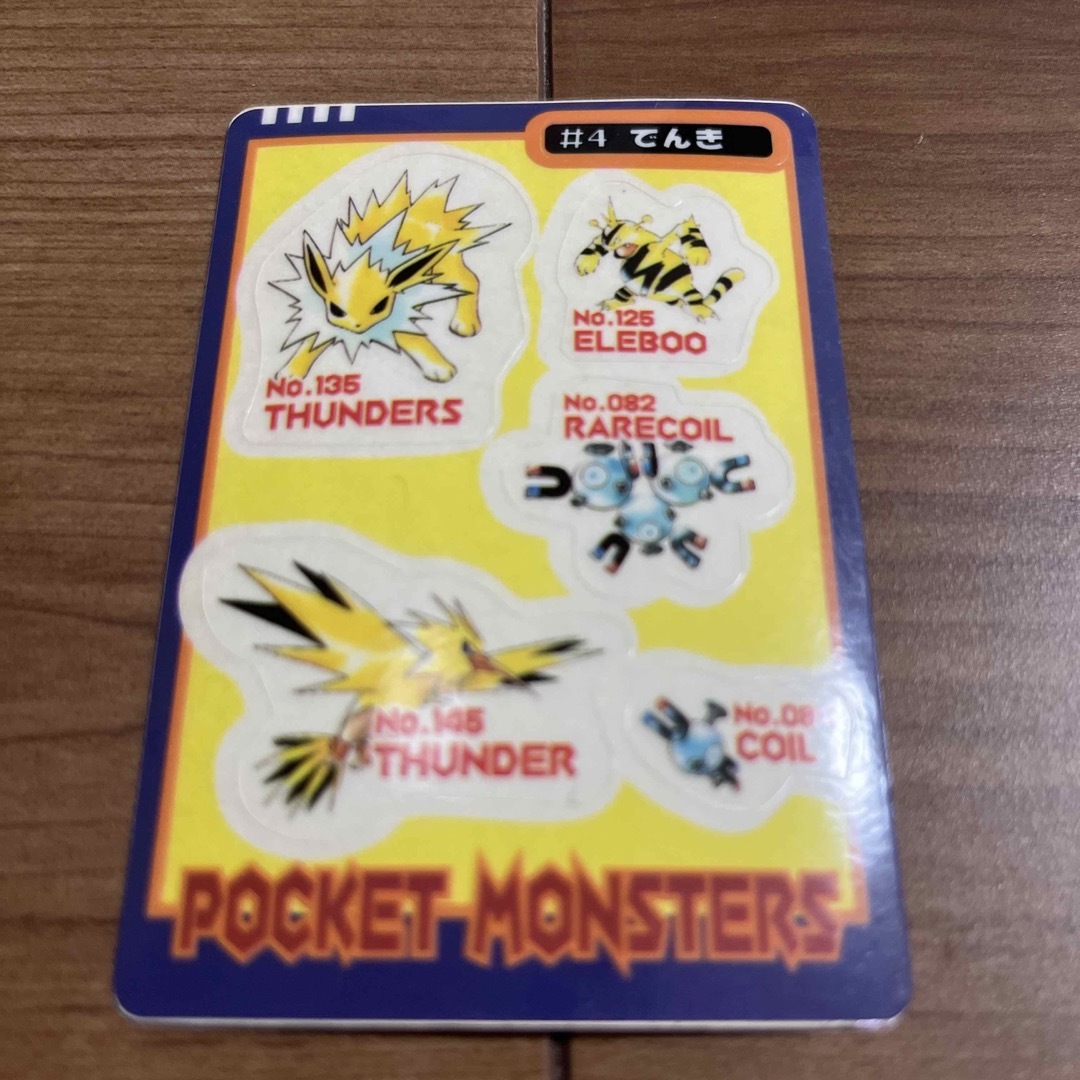 #4 でんき
No.135
THUNDERS
No.125
ELEBOO
No.082
RARECOIL
No.145
THUNDER
COIL
POCKET MONSTERS